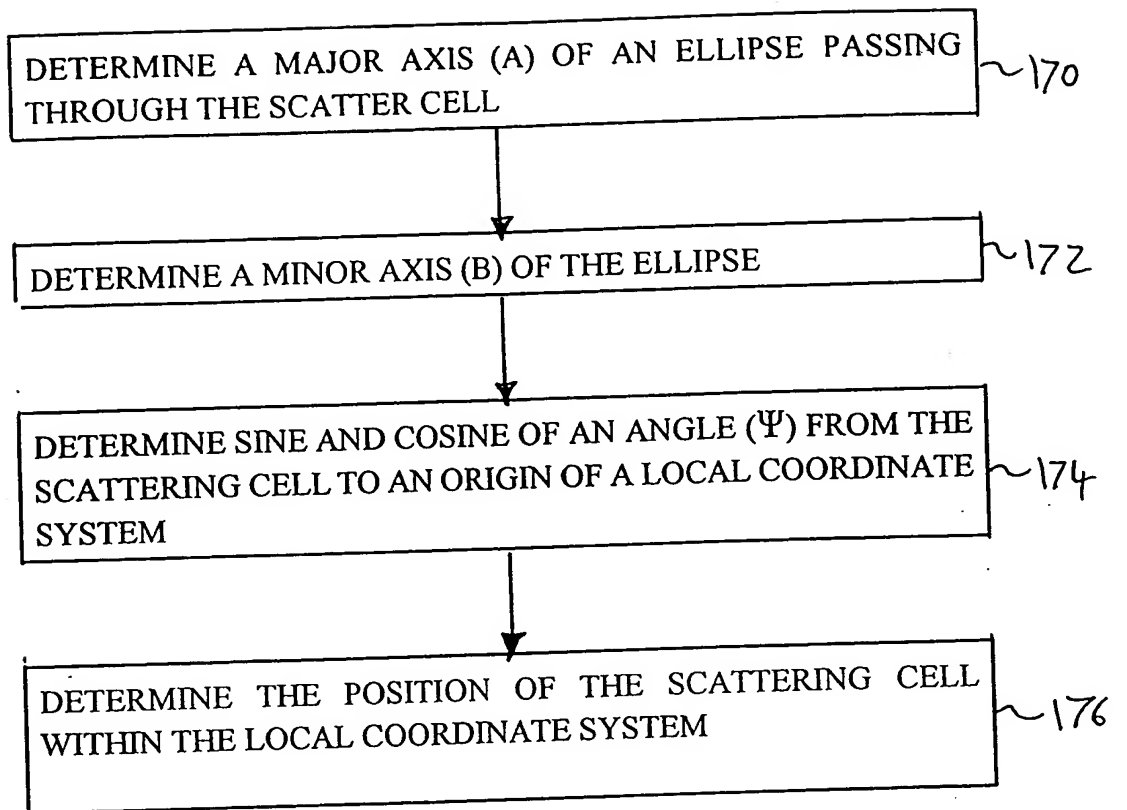 DETERMINE A MAJOR AXIS (A) OF AN ELLIPSE PASSING
THROUGH THE SCATTER CELL
170
DETERMINE A MINOR AXIS (B) OF THE ELLIPSE
172
DETERMINE SINE AND COSINE OF AN ANGLE (Ψ) FROM THE
SCATTERING CELL TO AN ORIGIN OF A LOCAL COORDINATE
SYSTEM
174
DETERMINE THE POSITION OF THE SCATTERING CELL
WITHIN THE LOCAL COORDINATE SYSTEM
176